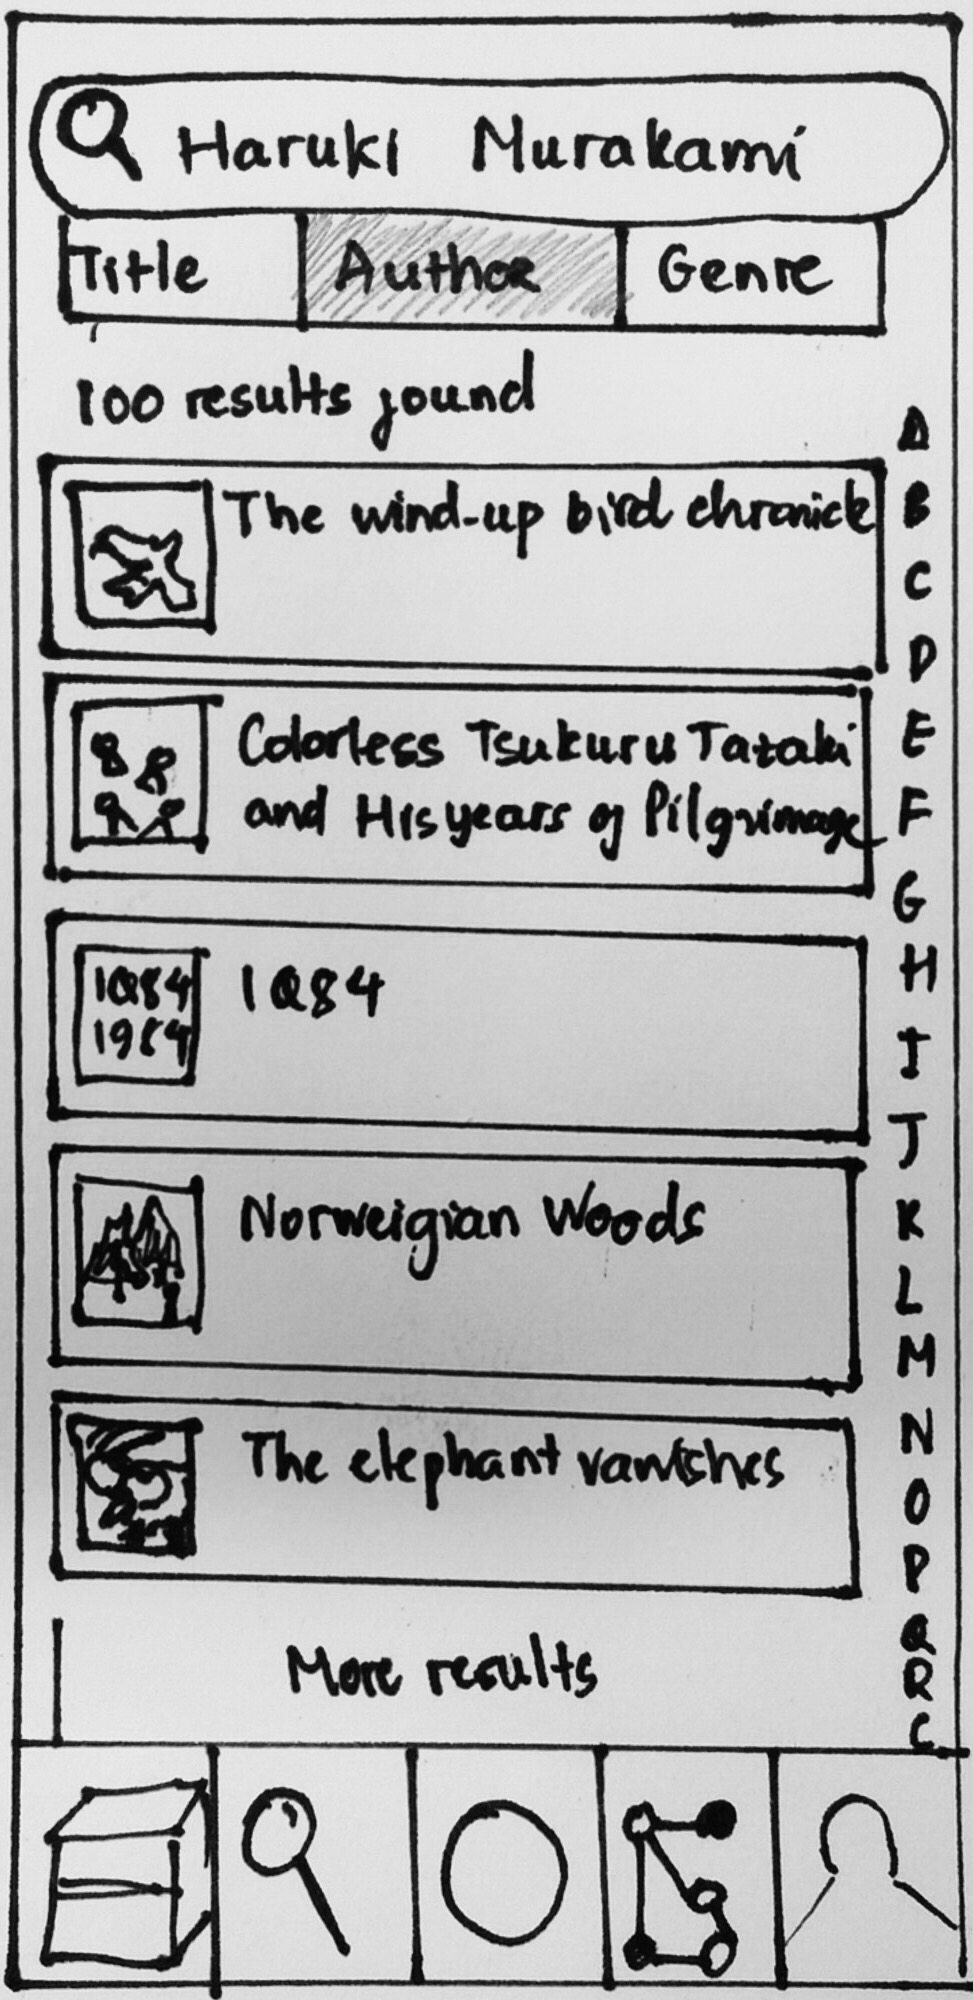 Haruki Murakami
Title Author Genre
100 results found
The wind-up bird chronicle
Colorless Tsukuru Tazaki
and His years of Pilgrimage
1Q84
1984
1Q84
Norweigian Woods
The elephant vanishes
More results
A
B
C
D
E
F
G
H
I
J
K
L
M
N
O
P
Q
R